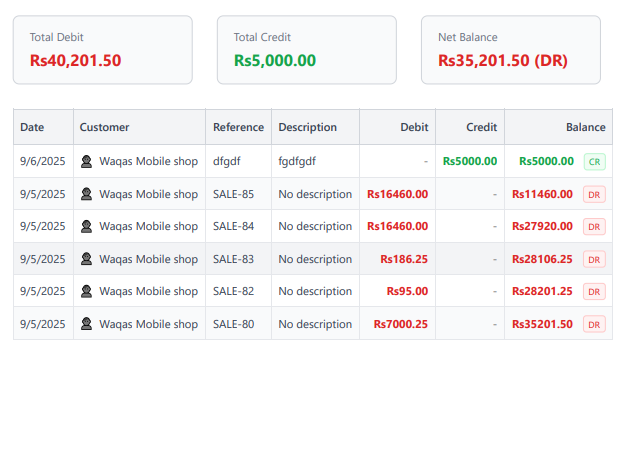 Total Debit
Rs40,201.50
Total Credit
Rs5,000.00
Net Balance
Rs35,201.50 (DR)
Date Customer Reference Description Debit Credit Balance
9/6/2025 Waqas Mobile shop dfgdf fgdfgdf - Rs5000.00 Rs5000.00 CR
9/5/2025 Waqas Mobile shop SALE-85 No description Rs16460.00 - Rs11460.00 DR
9/5/2025 Waqas Mobile shop SALE-84 No description Rs16460.00 - Rs27920.00 DR
9/5/2025 Waqas Mobile shop SALE-83 No description Rs186.25 - Rs28106.25 DR
9/5/2025 Waqas Mobile shop SALE-82 No description Rs95.00 - Rs28201.25 DR
9/5/2025 Waqas Mobile shop SALE-80 No description Rs7000.25 - Rs35201.50 DR